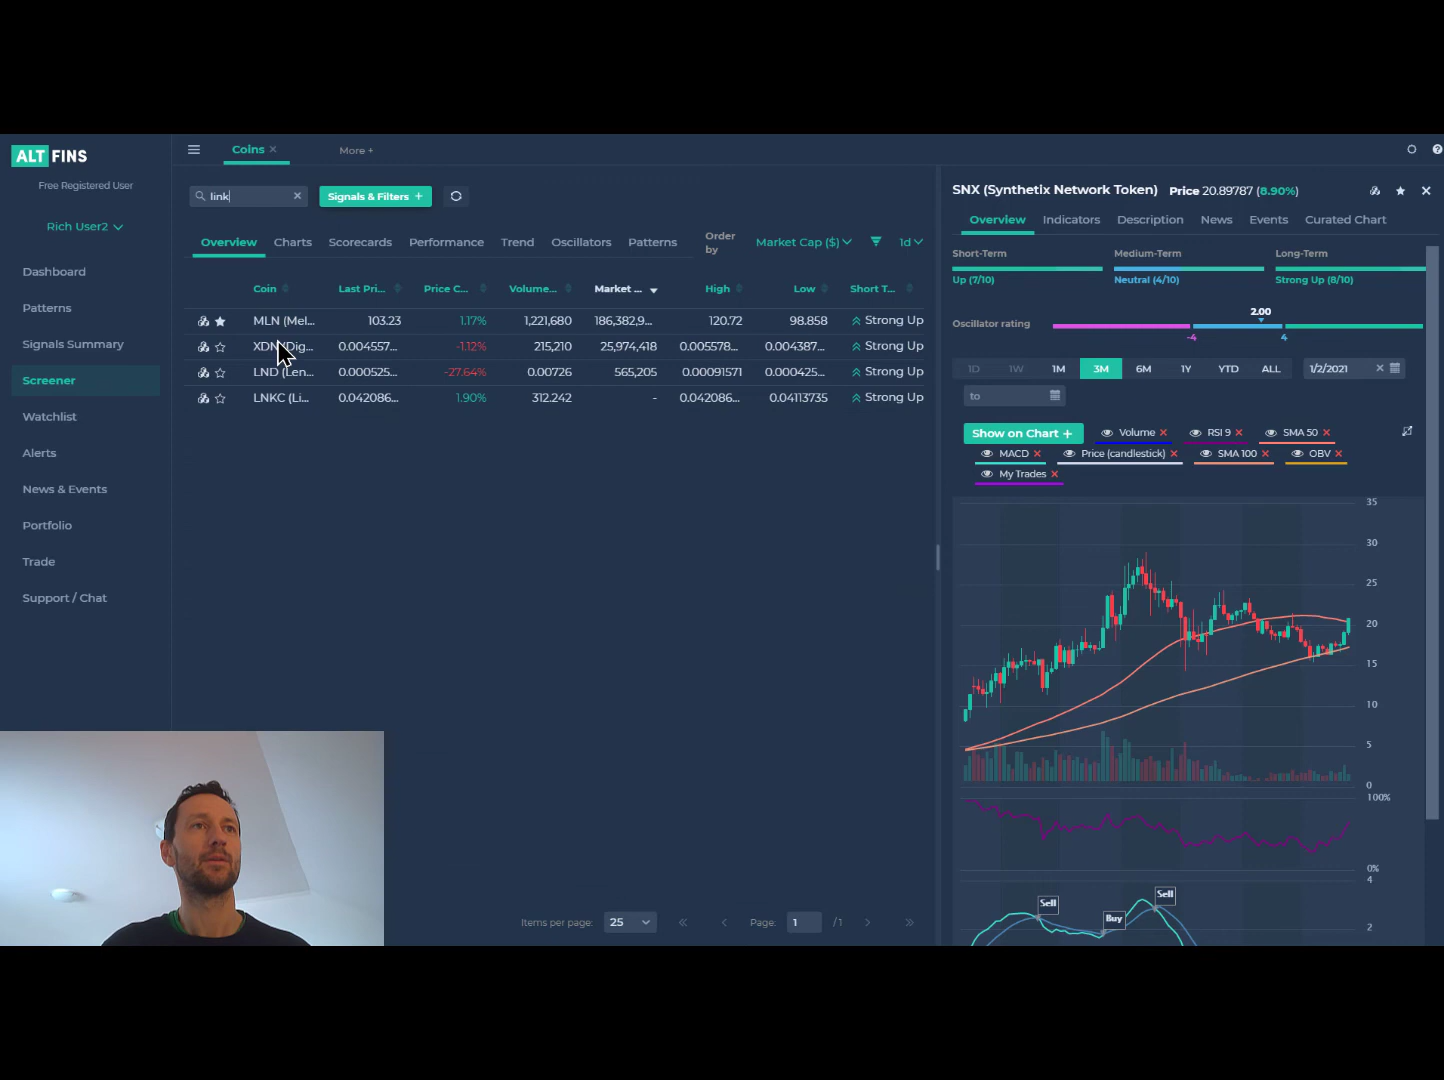 ALT FINS
Free Registered User
Rich User2
Dashboard
Patterns
Signals Summary
Screener
Watchlist
Alerts
News & Events
Portfolio
Trade
Support / Chat
Coins ×
More +
link ×
Signals & Filters +
Overview Charts Scorecards Performance Trend Oscillators Patterns Order by Market Cap ($) 1d
Coin Last Pri... Price C... Volume... Market ... High Low Short T...
MLN (Mel... 103.23 1.17% 1,221,680 186,382,9... 120.72 98.858 Strong Up
XDN (Dig... 0.004557... -1.12% 215,210 25,974,418 0.005578... 0.004387... Strong Up
LND (Len... 0.000525... -27.64% 0.00726 565,205 0.00091571 0.000425... Strong Up
LNKC (Li... 0.042086... 1.90% 312.242 - 0.042086... 0.04113735 Strong Up
Items per page: 25 Page: 1 / 1
SNX (Synthetix Network Token) Price 20.89787 (8.90%)
Overview Indicators Description News Events Curated Chart
Short-Term Medium-Term Long-Term
Up (7/10) Neutral (4/10) Strong Up (8/10)
2.00
Oscillator rating
-4 4
1D 1W 1M 3M 6M 1Y YTD ALL 1/2/2021 ×
to
Show on Chart + Volume × RSI 9 × SMA 50 ×
MACD × Price (candlestick) × SMA 100 × OBV ×
My Trades ×
35
30
25
20
15
10
5
0
100%
0%
4
Sell
Sell
Buy
2